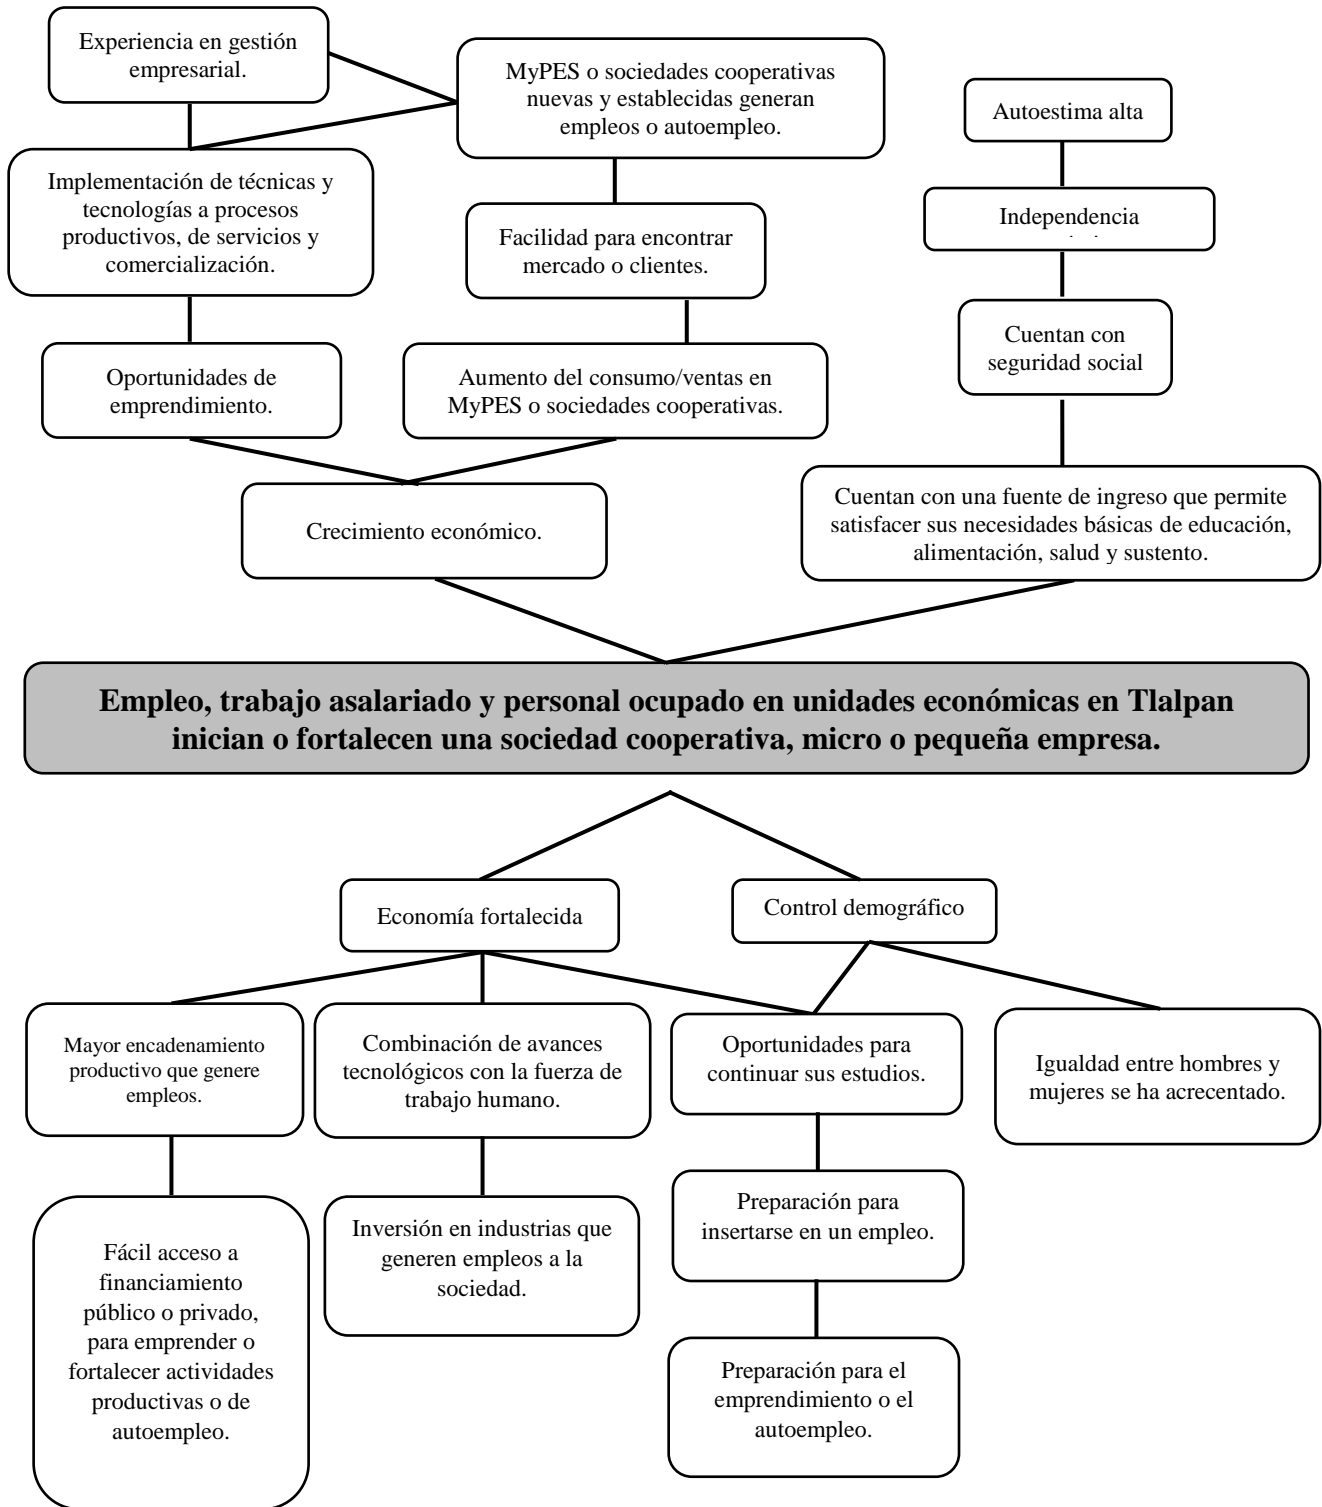 Experiencia en gestión
empresarial.
MyPES o sociedades cooperativas
nuevas y establecidas generan
empleos o autoempleo.
Autoestima alta
Implementación de técnicas y
tecnologías a procesos
productivos, de servicios y
comercialización.
Independencia
Facilidad para encontrar
mercado o clientes.
Cuentan con
seguridad social
Oportunidades de
emprendimiento.
Aumento del consumo/ventas en
MyPES o sociedades cooperativas.
Cuentan con una fuente de ingreso que permite
satisfacer sus necesidades básicas de educación,
alimentación, salud y sustento.
Crecimiento económico.
Empleo, trabajo asalariado y personal ocupado en unidades económicas en Tlalpan
inician o fortalecen una sociedad cooperativa, micro o pequeña empresa.
Economía fortalecida
Control demográfico
Mayor encadenamiento
productivo que genere
empleos.
Combinación de avances
tecnológicos con la fuerza de
trabajo humano.
Oportunidades para
continuar sus estudios.
Igualdad entre hombres y
mujeres se ha acrecentado.
Fácil acceso a
financiamiento
público o privado,
para emprender o
fortalecer actividades
productivas o de
autoempleo.
Inversión en industrias que
generen empleos a la
sociedad.
Preparación para
insertarse en un empleo.
Preparación para el
emprendimiento o el
autoempleo.